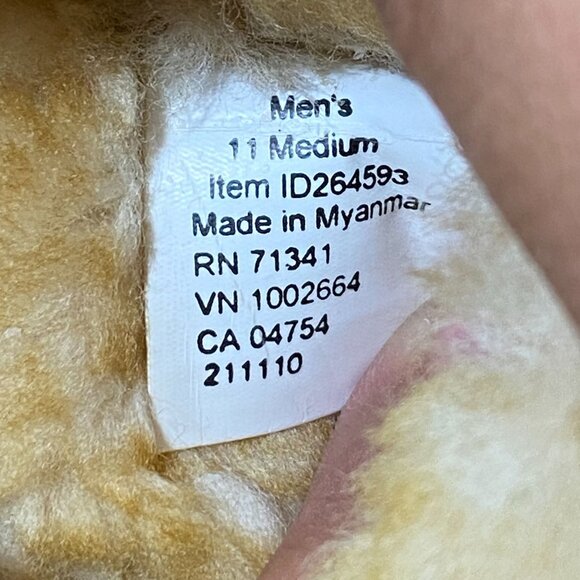 Men's
11 Medium
Item ID264593
Made in Myanmar
RN 71341
VN 1002664
CA 04754
211110